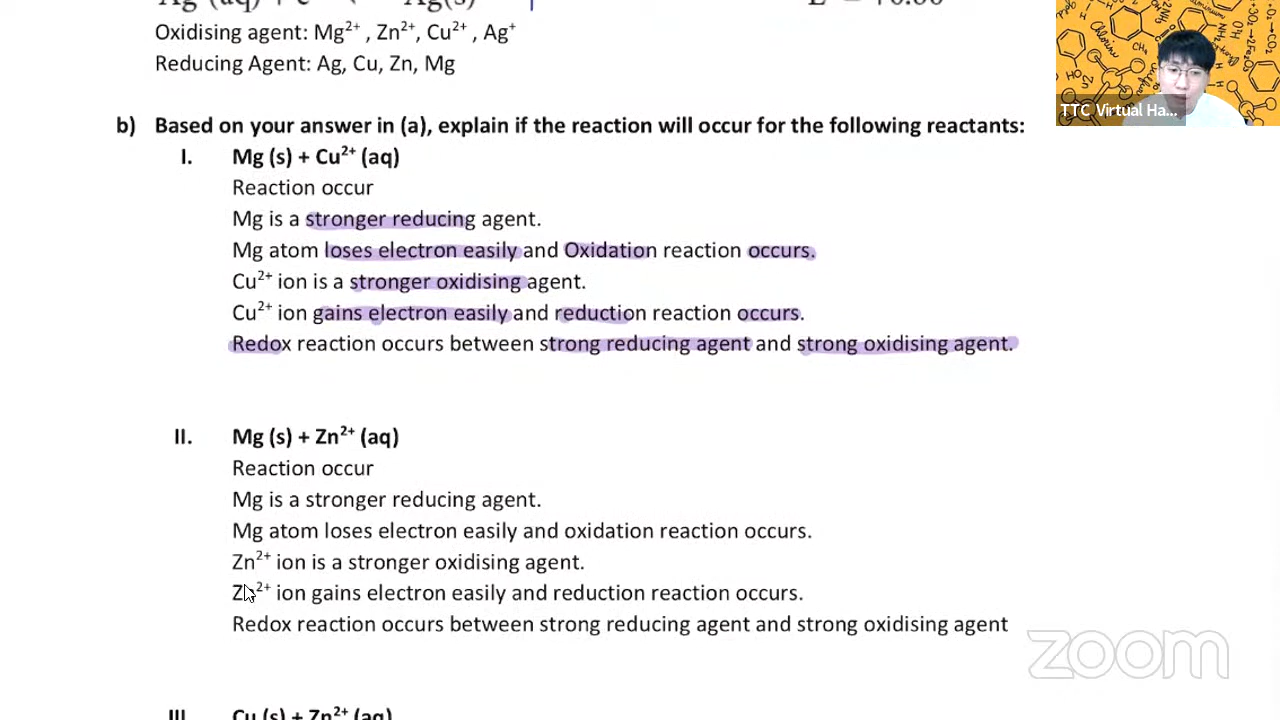 Oxidising agent: Mg²⁺ , Zn²⁺, Cu²⁺ , Ag⁺
Reducing Agent: Ag, Cu, Zn, Mg
TTC Virtual Ha...
b) Based on your answer in (a), explain if the reaction will occur for the following reactants:
I. Mg (s) + Cu²⁺ (aq)
Reaction occur
Mg is a stronger reducing agent.
Mg atom loses electron easily and Oxidation reaction occurs.
Cu²⁺ ion is a stronger oxidising agent.
Cu²⁺ ion gains electron easily and reduction reaction occurs.
Redox reaction occurs between strong reducing agent and strong oxidising agent.
II. Mg (s) + Zn²⁺ (aq)
Reaction occur
Mg is a stronger reducing agent.
Mg atom loses electron easily and oxidation reaction occurs.
Zn²⁺ ion is a stronger oxidising agent.
Zn²⁺ ion gains electron easily and reduction reaction occurs.
Redox reaction occurs between strong reducing agent and strong oxidising agent
zoom
III. Cu (s) + Zn²⁺ (aq)